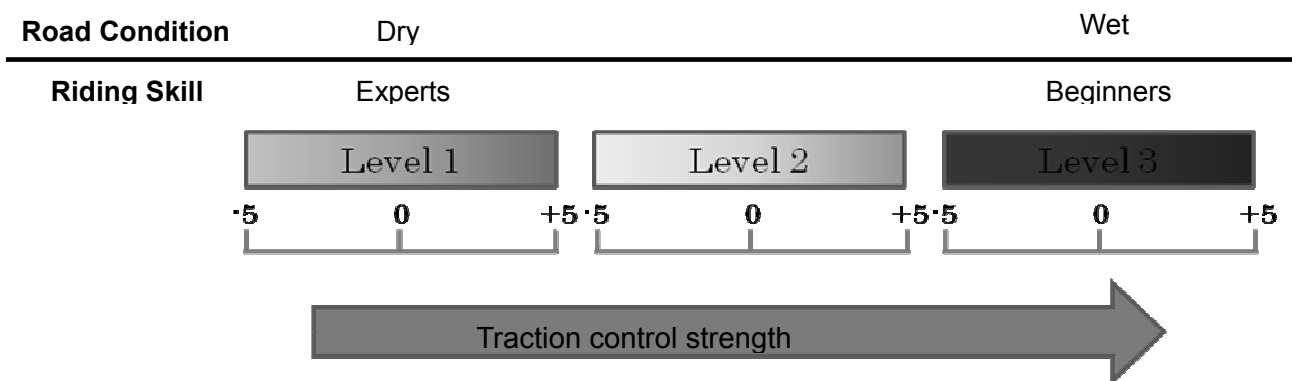 Road Condition Dry Wet
Riding Skill Experts Beginners
Level 1 Level 2 Level 3
-5 0 +5 -5 0 +5 -5 0 +5
Traction control strength